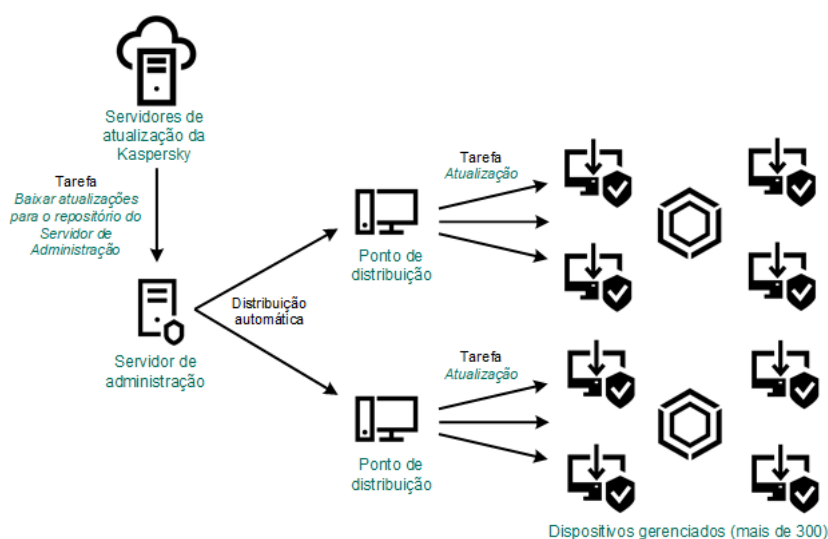 Servidores de
atualização da
Kaspersky
Tarefa
Baixar atualizações
para o repositório do
Servidor de
Administração
Servidor de
administração
Distribuição
automática
Ponto de
distribuição
Tarefa
Atualização
Ponto de
distribuição
Tarefa
Atualização
Dispositivos gerenciados (mais de 300)